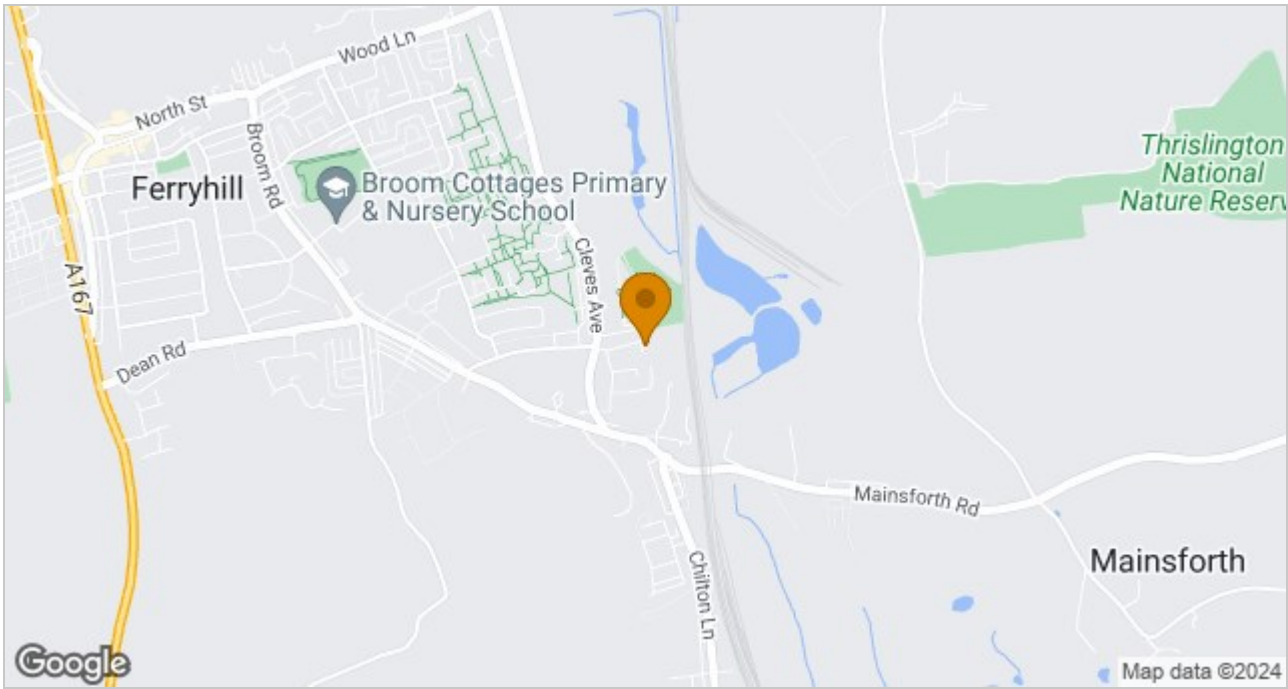 Wood Ln
North St
Broom Rd
Ferryhill
Broom Cottages Primary
& Nursery School
Thrislington
National
Nature Reserv
Cleves Ave
A167
Dean Rd
Mainsforth Rd
Mainsforth
Chilton Ln
Google
Map data ©2024